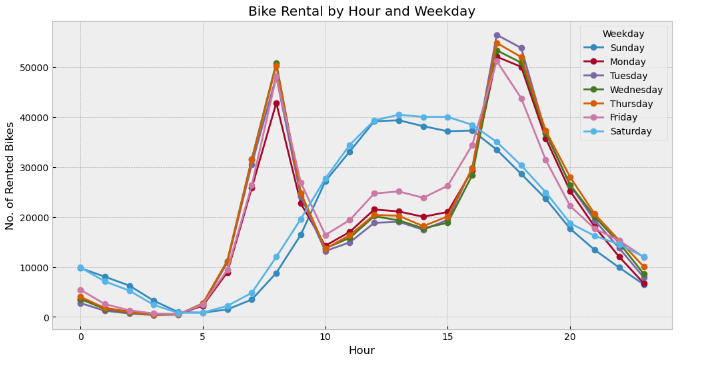 Bike Rental by Hour and Weekday
No. of Rented Bikes
50000
40000
30000
20000
10000
0
0 5 10 15 20
Hour
Weekday
Sunday
Monday
Tuesday
Wednesday
Thursday
Friday
Saturday